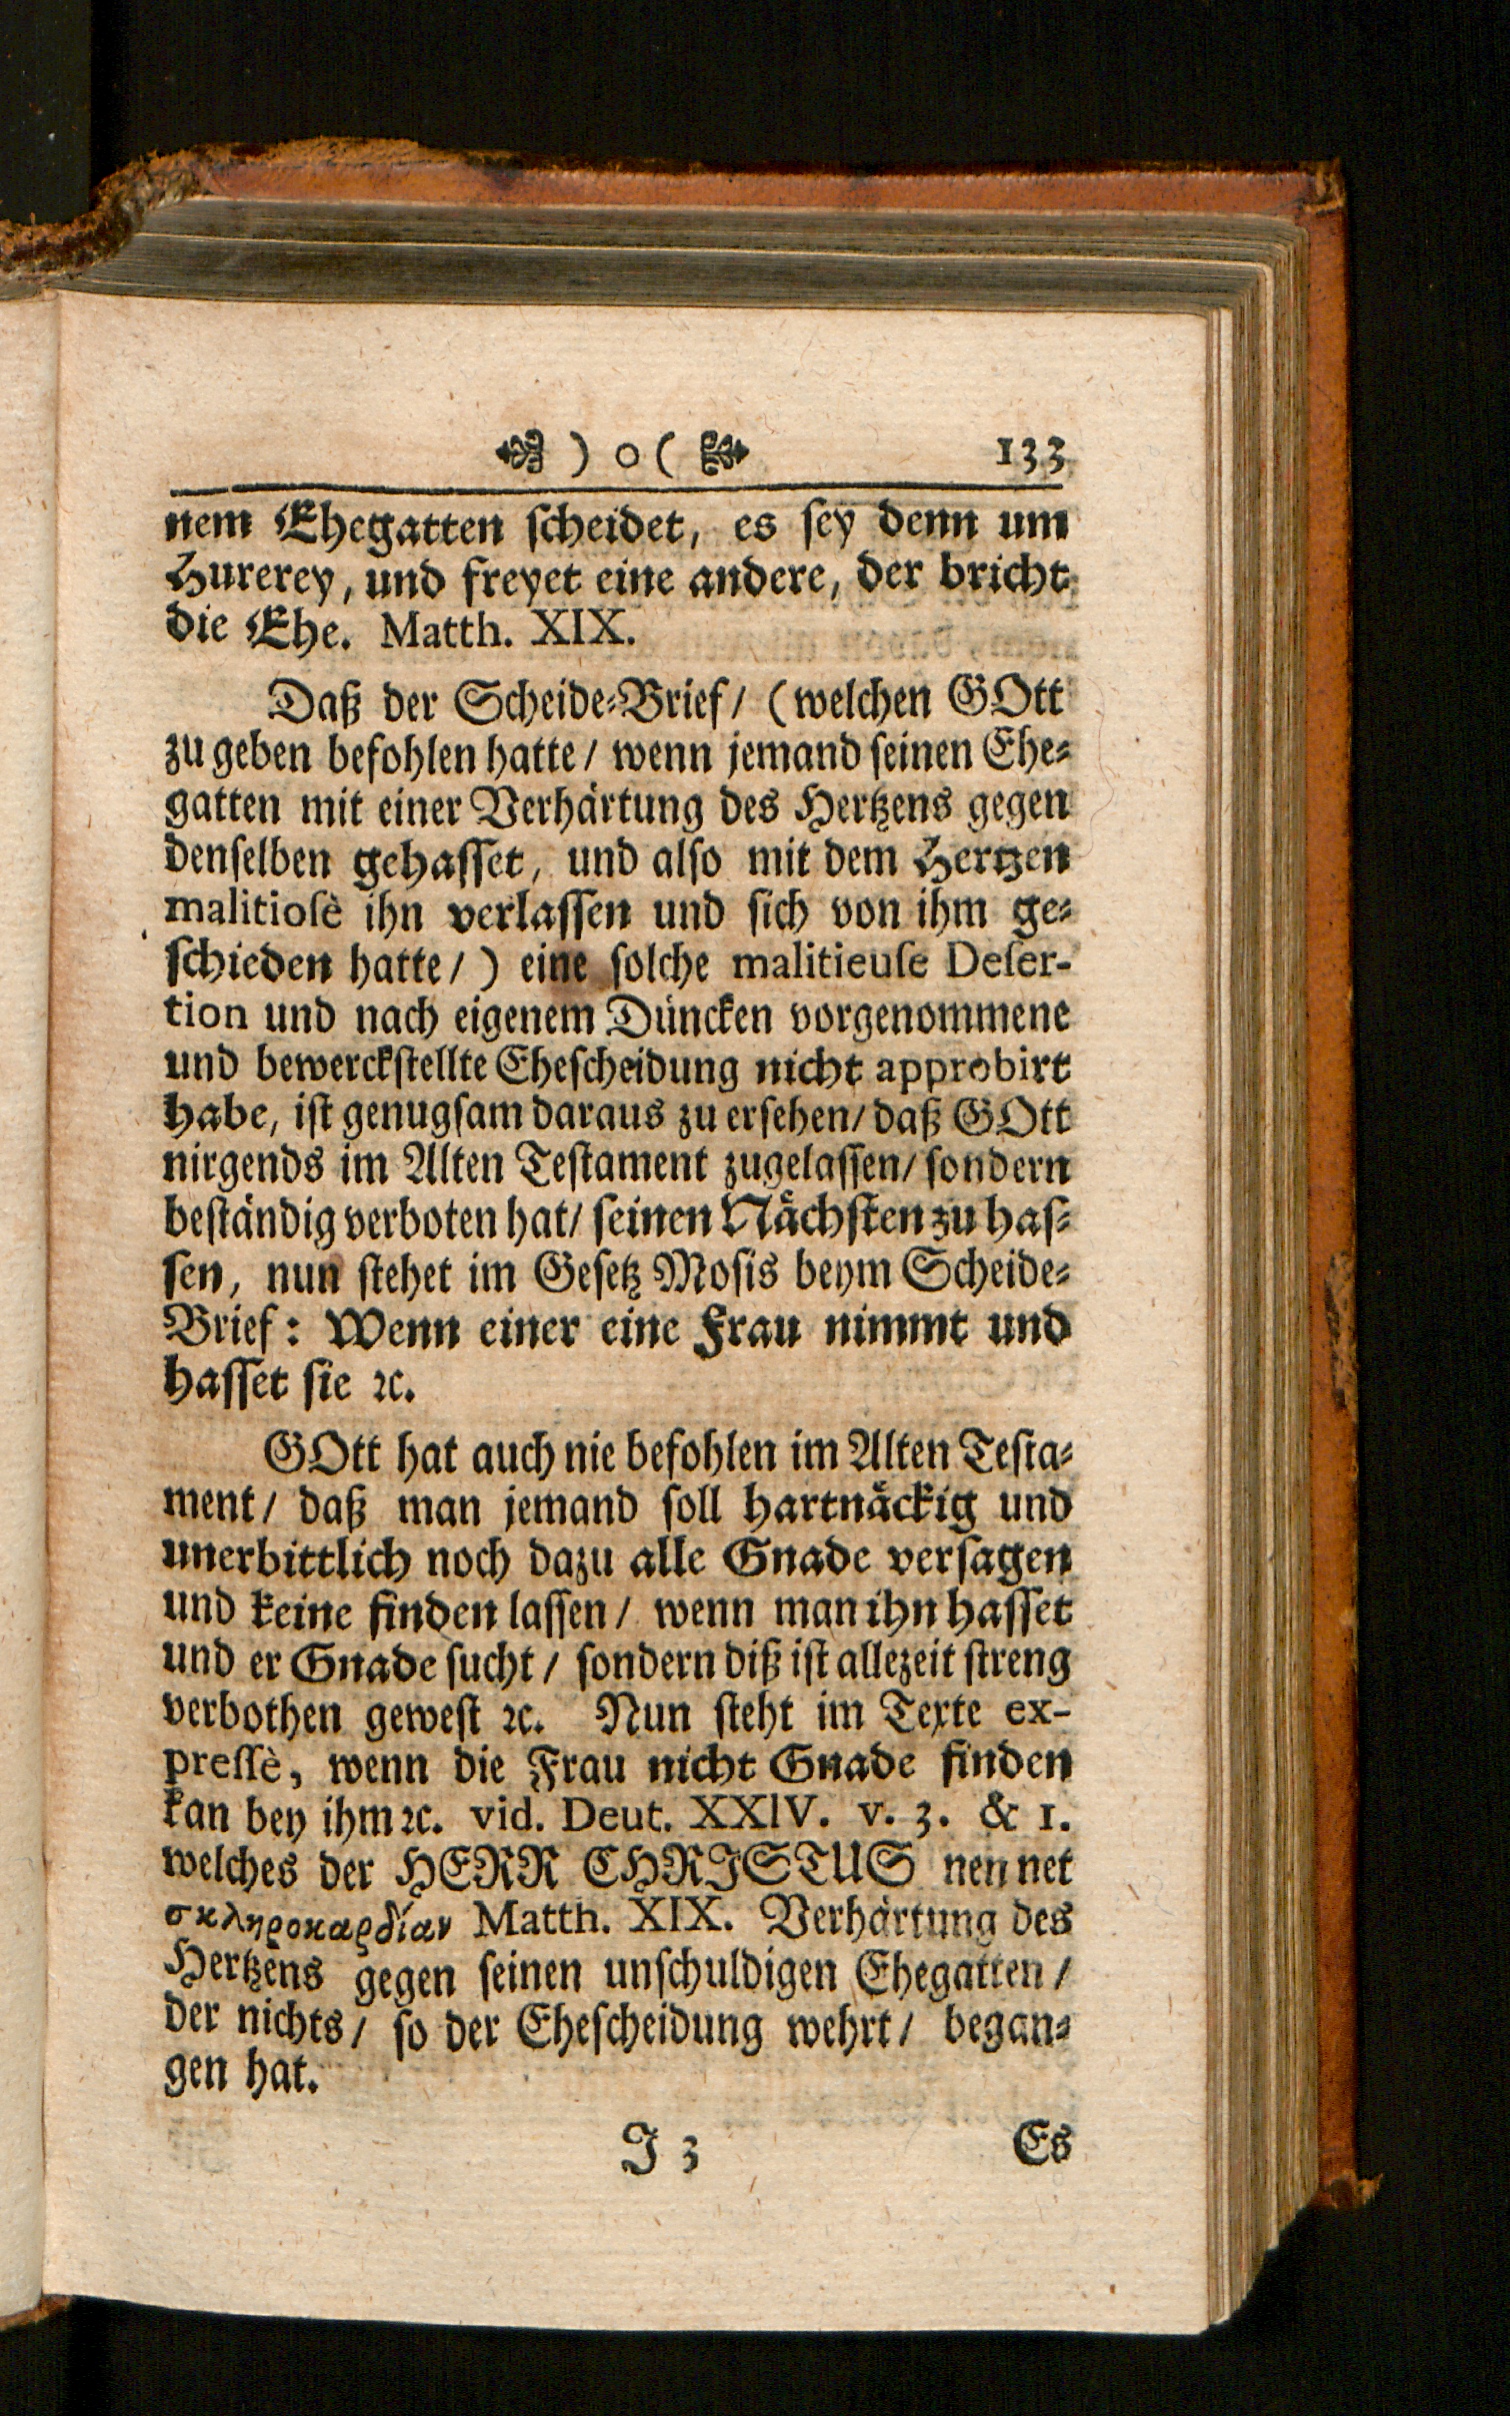 ) o ( 133
nem Ehegatten ſcheidet, es ſey denn um
Hurerey, und freyet eine andere, der bricht
die Ehe. Matth. XIX.
Daß der Scheide⸗Brief/ (welchen GOtt
zu geben befohlen hatte/ wenn jemand ſeinen Ehe⸗
gatten mit einer Verhärtung des Hertzens gegen
denſelben gehaſſet, und alſo mit dem Hertzen
malitioſè ihn verlaſſen und ſich von ihm ge⸗
ſchieden hatte/) eine ſolche malitieuſe Deſer-
tion und nach eigenem Düncken vorgenommene
und bewerckſtellte Eheſcheidung nicht approbirt
habe, iſt genugſam daraus zu erſehen/ daß GOtt
nirgends im Alten Teſtament zugelaſſen/ ſondern
beſtändig verboten hat/ ſeinen Nächſten zu haſ⸗
ſen, nun ſtehet im Geſetz Moſis beym Scheide⸗
Brief: Wenn einer eine Frau nimmt und
haſſet ſie ꝛc.
GOtt hat auch nie befohlen im Alten Teſta⸗
ment/ daß man jemand ſoll hartnäckig und
unerbittlich noch dazu alle Gnade verſagen
und keine finden laſſen/ wenn man ihn haſſet
und er Gnade ſucht/ ſondern diß iſt allezeit ſtreng
verbothen geweſt ꝛc. Nun ſteht im Texte ex-
preſſè, wenn die Frau nicht Gnade finden
kan bey ihm ꝛc. vid. Deut. XXIV. v. 3. & 1.
welches der HERR CHRISTUS nennet
σκληροκαρδίαν Matth. XIX. Verhärtung des
Hertzens gegen ſeinen unſchuldigen Ehegatten/
der nichts/ ſo der Eheſcheidung wehrt/ began⸗
gen hat.
J 3 Es